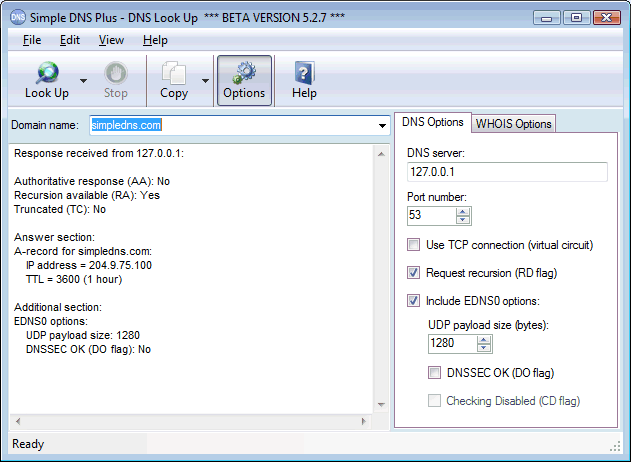 DNS Simple DNS Plus - DNS Look Up *** BETA VERSION 5.2.7 ***
File Edit View Help
Look Up Stop Copy Options Help
Domain name: simpledns.com
Response received from 127.0.0.1:
Authoritative response (AA): No
Recursion available (RA): Yes
Truncated (TC): No
Answer section:
A-record for simpledns.com:
IP address = 204.9.75.100
TTL = 3600 (1 hour)
Additional section:
EDNS0 options:
UDP payload size: 1280
DNSSEC OK (DO flag): No
DNS Options WHOIS Options
DNS server:
127.0.0.1
Port number:
53
Use TCP connection (virtual circuit)
Request recursion (RD flag)
Include EDNS0 options:
UDP payload size (bytes):
1280
DNSSEC OK (DO flag)
Checking Disabled (CD flag)
Ready